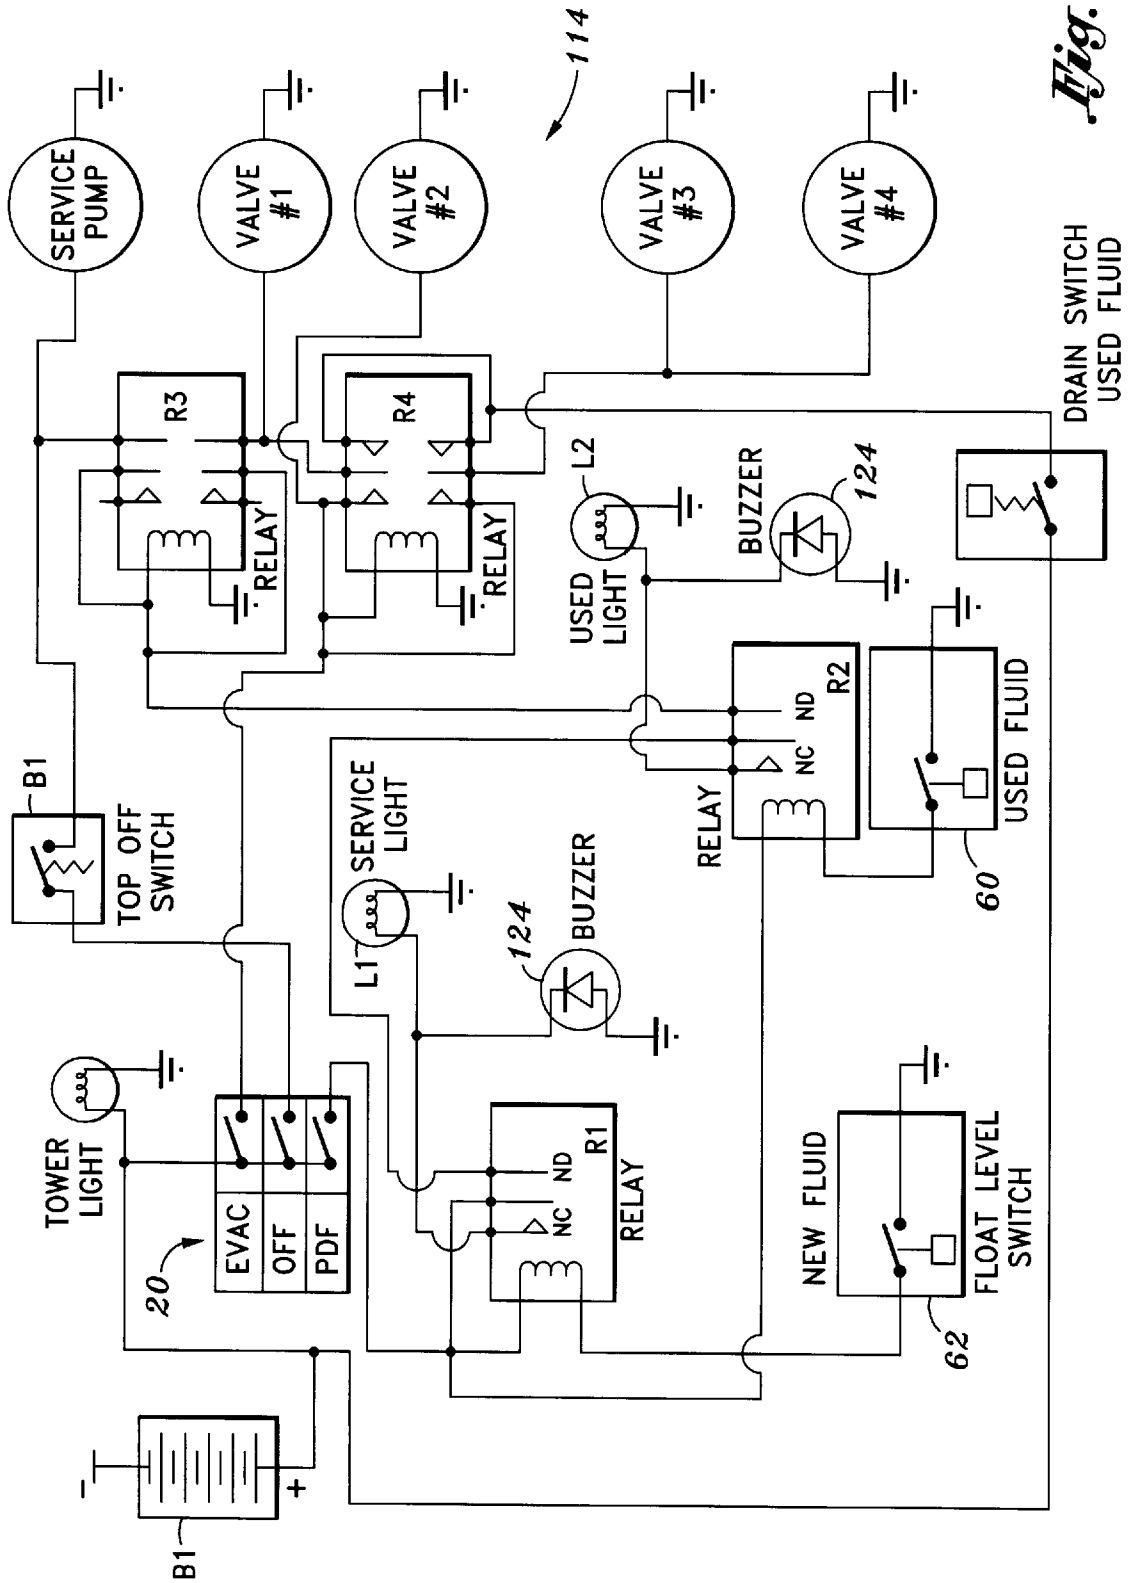 SERVICE
PUMP
VALVE
#1
VALVE
#2
VALVE
#3
VALVE
#4
114
Fig.
R3
RELAY
R4
RELAY
L2
USED
LIGHT
BUZZER
124
DRAIN SWITCH
USED FLUID
B1
TOP OFF
SWITCH
SERVICE
LIGHT
L1
124
BUZZER
RELAY
R2
NC
ND
USED FLUID
60
TOWER
LIGHT
20
EVAC
OFF
PDF
R1
NC
ND
RELAY
NEW FLUID
FLOAT LEVEL
SWITCH
62
B1
-
+